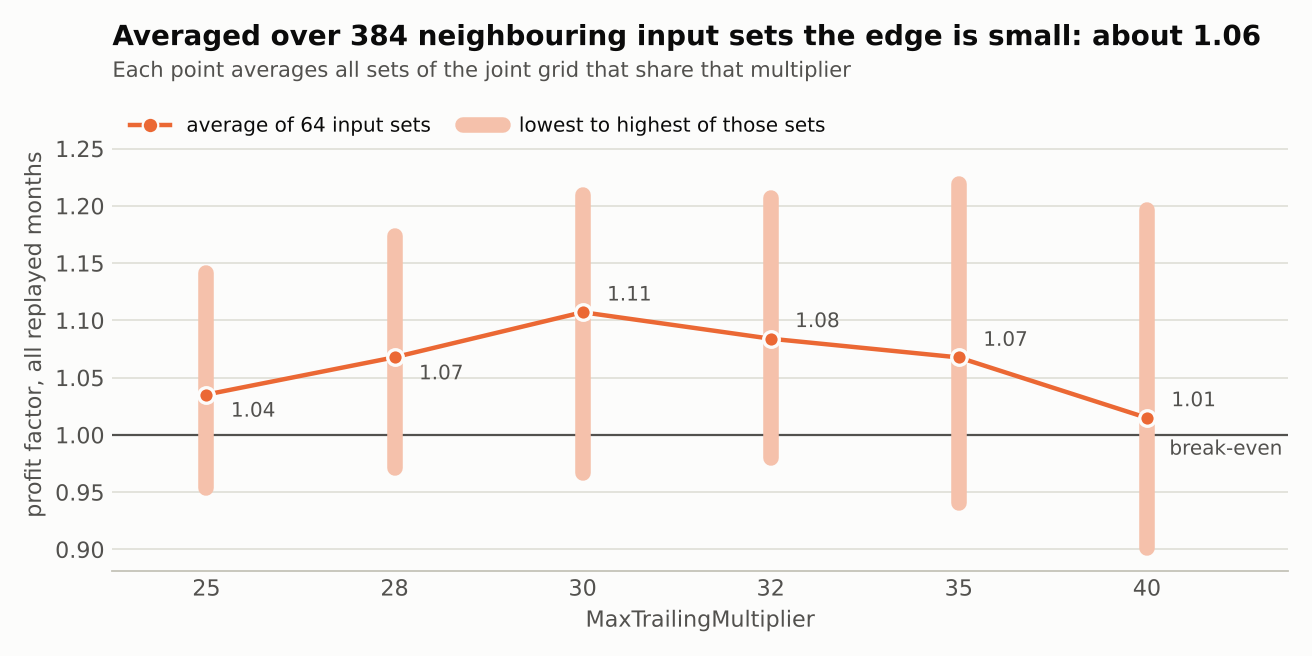 Averaged over 384 neighbouring input sets the edge is small: about 1.06
Each point averages all sets of the joint grid that share that multiplier
average of 64 input sets
lowest to highest of those sets
profit factor, all replayed months
1.25
1.20
1.15
1.10
1.05
1.00
0.95
0.90
1.04
1.07
1.11
1.08
1.07
1.01
break-even
25
28
30
32
35
40
MaxTrailingMultiplier